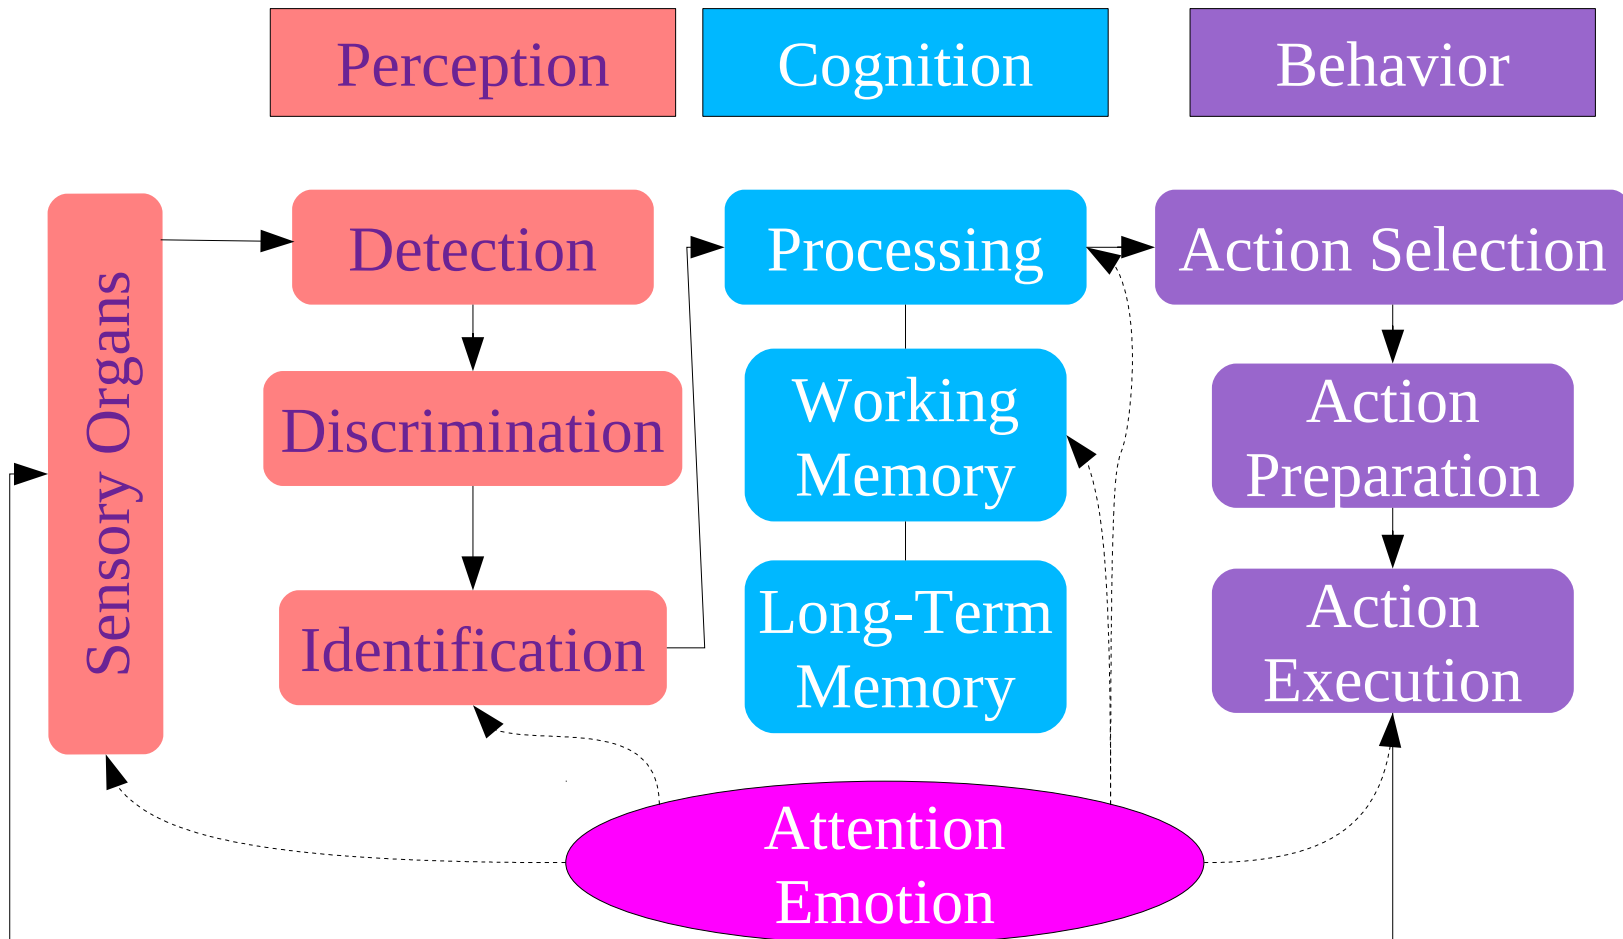 Perception
Cognition
Behavior
Sensory Organs
Detection
Discrimination
Identification
Processing
Working
Memory
Long-Term
Memory
Action Selection
Action
Preparation
Action
Execution
Attention
Emotion